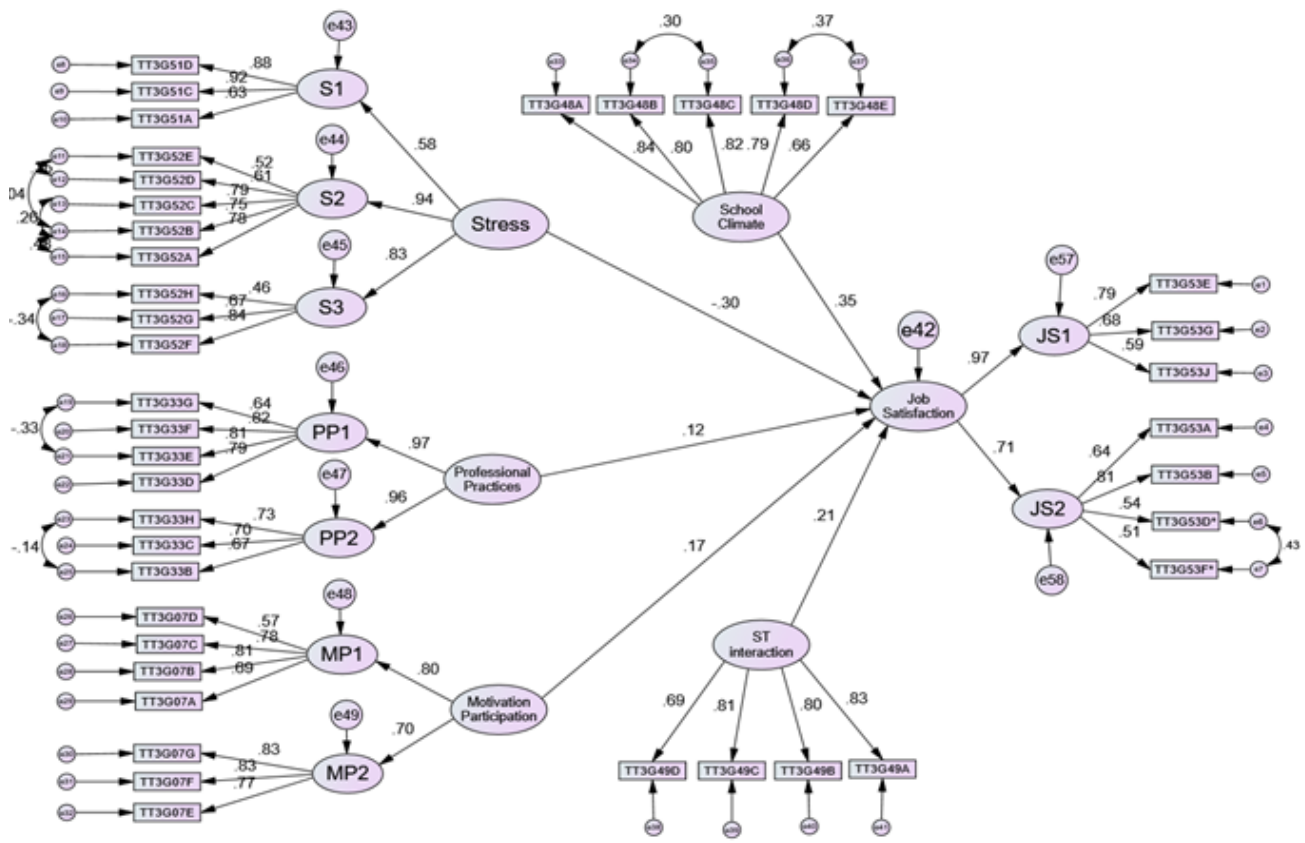 e43
TT3G51D
TT3G51C
TT3G51A
.88
.92
.63
S1
e44
TT3G52E
TT3G52D
TT3G52C
TT3G52B
TT3G52A
.52
.61
.79
.75
.78
S2
e45
TT3G52H
TT3G52G
TT3G52F
.46
.67
.84
S3
-.34
.58
.94
.83
Stress
e46
TT3G33G
TT3G33F
TT3G33E
TT3G33D
.64
.82
.81
.79
PP1
-.33
e47
TT3G33H
TT3G33C
TT3G33B
.73
.70
.67
PP2
-.14
.97
.96
Professional
Practices
e48
TT3G07D
TT3G07C
TT3G07B
TT3G07A
.57
.78
.81
.69
MP1
e49
TT3G07G
TT3G07F
TT3G07E
.83
.83
.77
MP2
.80
.70
Motivation
Participation
.30
.37
TT3G48A
TT3G48B
TT3G48C
TT3G48D
TT3G48E
.84
.80
.82
.79
.66
School
Climate
-.30
.35
.12
.17
.21
e42
Job
Satisfaction
ST
interaction
.69
.81
.80
.83
TT3G49D
TT3G49C
TT3G49B
TT3G49A
.97
.71
e57
JS1
.79
.68
.59
TT3G53E
TT3G53G
TT3G53J
e1
e2
e3
JS2
e58
.64
.81
.54
.51
TT3G53A
TT3G53B
TT3G53D*
TT3G53F*
e4
e5
e6
e7
.43